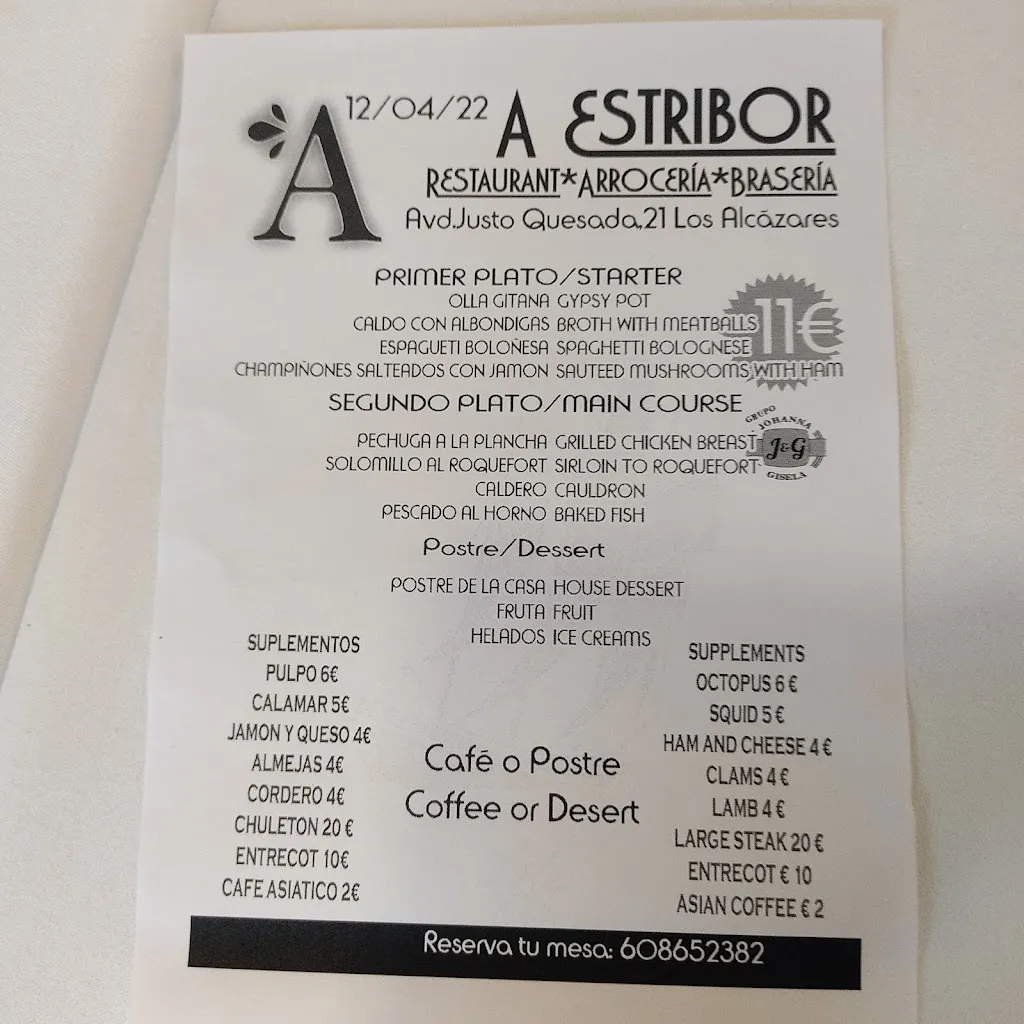 A
12/04/22
A ESTRIBOR
RESTAURANT*ARROCERÍA*BRASERÍA
Avd.Justo Quesada,21 Los Alcázares
PRIMER PLATO/STARTER
OLLA GITANA GYPSY POT
CALDO CON ALBONDIGAS BROTH WITH MEATBALLS
11€
ESPAGUETI BOLOÑESA SPAGHETTI BOLOGNESE
CHAMPIÑONES SALTEADOS CON JAMON SAUTEED MUSHROOMS WITH HAM
SEGUNDO PLATO/MAIN COURSE
GRUPO JOHANNA
J&G
GISELA
PECHUGA A LA PLANCHA GRILLED CHICKEN BREAST
SOLOMILLO AL ROQUEFORT SIRLOIN TO ROQUEFORT
CALDERO CAULDRON
PESCADO AL HORNO BAKED FISH
Postre/Dessert
POSTRE DE LA CASA HOUSE DESSERT
FRUTA FRUIT
HELADOS ICE CREAMS
SUPLEMENTOS
PULPO 6€
CALAMAR 5€
JAMON Y QUESO 4€
ALMEJAS 4€
CORDERO 4€
CHULETON 20 €
ENTRECOT 10€
CAFE ASIATICO 2€
Café o Postre
Coffee or Desert
SUPPLEMENTS
OCTOPUS 6 €
SQUID 5 €
HAM AND CHEESE 4 €
CLAMS 4 €
LAMB 4 €
LARGE STEAK 20 €
ENTRECOT € 10
ASIAN COFFEE € 2
Reserva tu mesa: 608652382